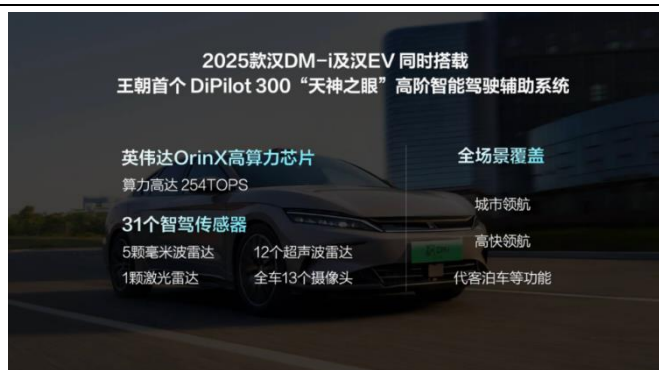 2025款汉DM-i及汉EV 同时搭载
王朝首个 DiPilot 300“天神之眼”高阶智能驾驶辅助系统
英伟达OrinX高算力芯片
算力高达 254TOPS
31个智驾传感器
5颗毫米波雷达 12个超声波雷达
1颗激光雷达 全车13个摄像头
全场景覆盖
城市领航
高快领航
代客泊车等功能